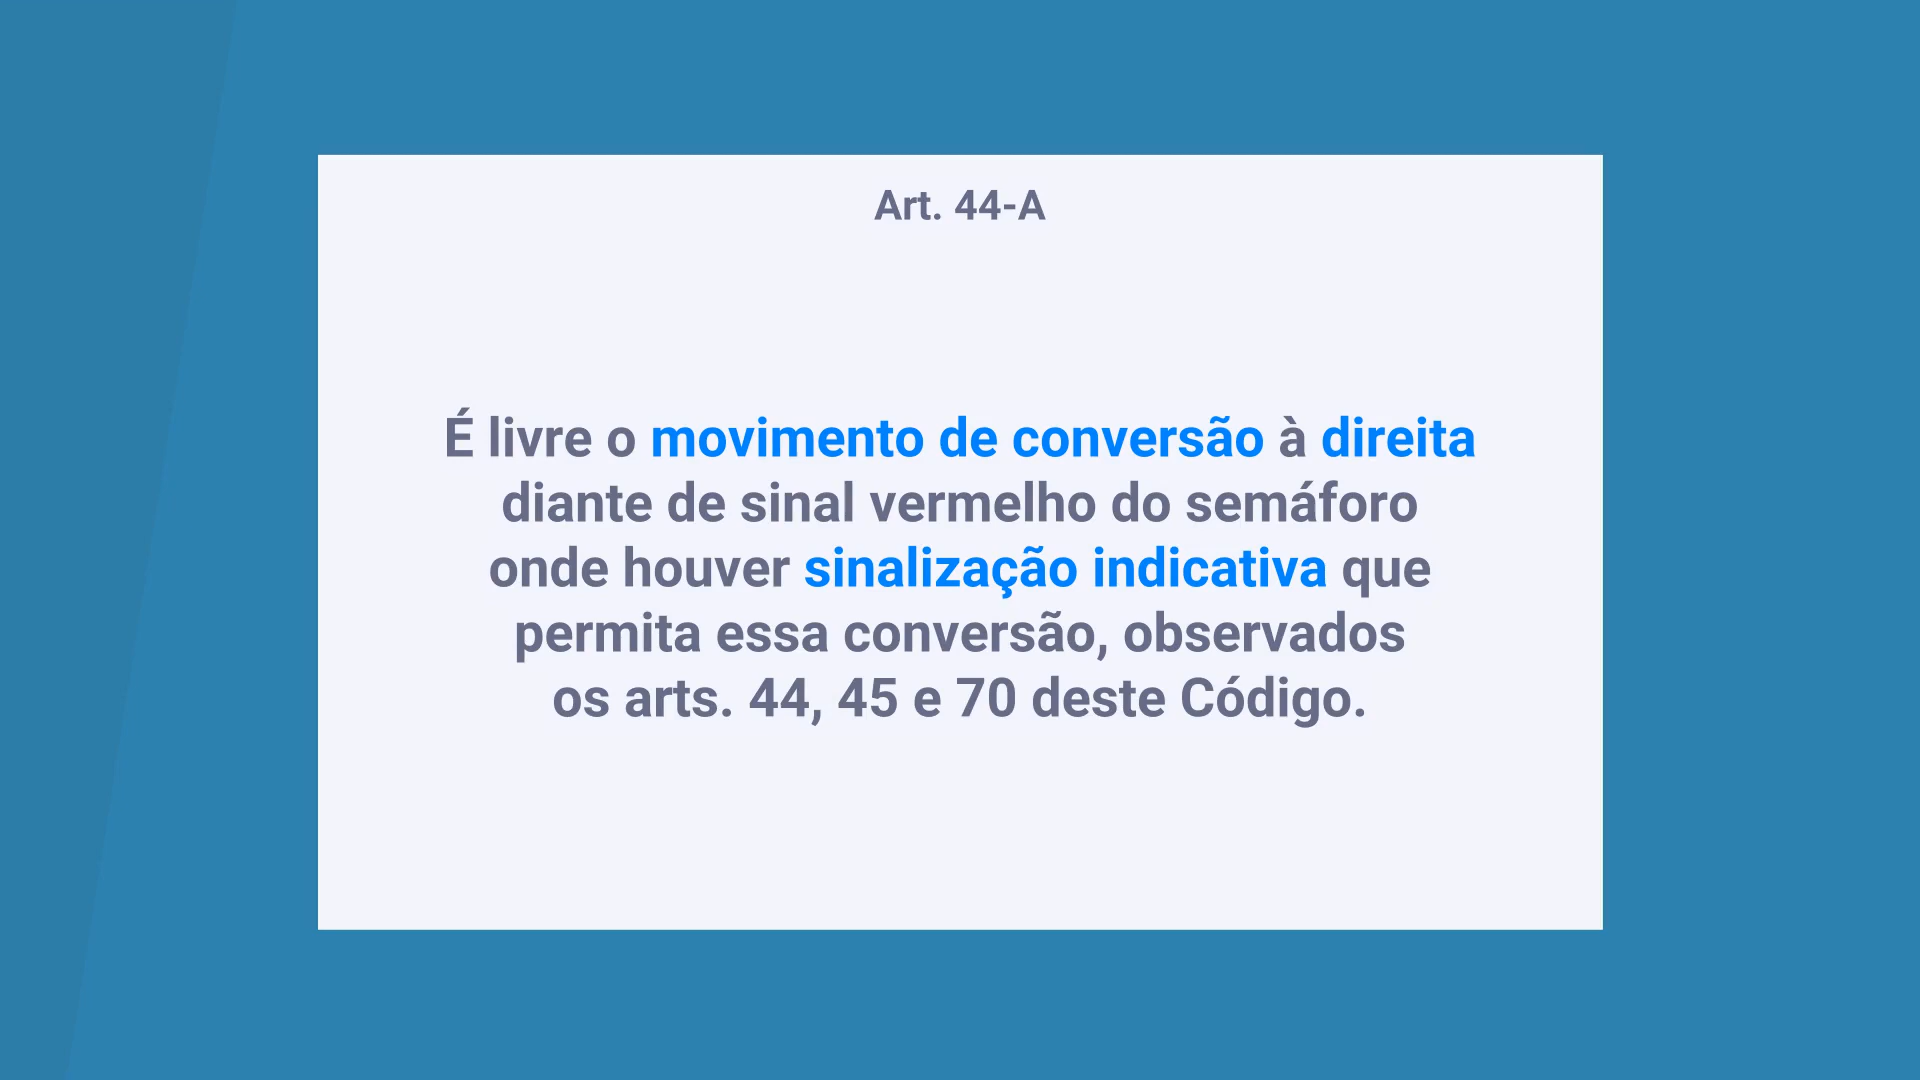 Art. 44-A
É livre o movimento de conversão à direita
diante de sinal vermelho do semáforo
onde houver sinalização indicativa que
permita essa conversão, observados
os arts. 44, 45 e 70 deste Código.